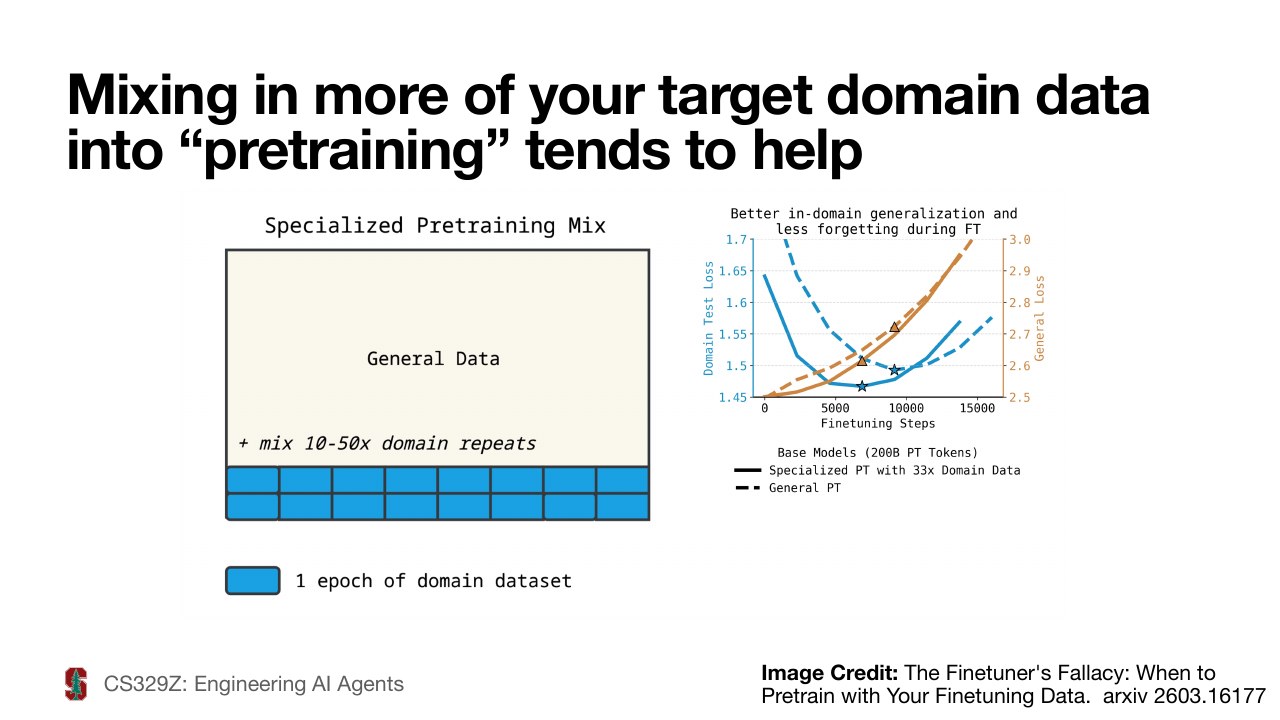 Mixing in more of your target domain data
into “pretraining” tends to help
Specialized Pretraining Mix
General Data
+ mix 10-50x domain repeats
1 epoch of domain dataset
Better in-domain generalization and
less forgetting during FT
Domain Test Loss
1.7
1.65
1.6
1.55
1.5
1.45
3.0
2.9
2.8
2.7
2.6
2.5
General Loss
0 5000 10000 15000
Finetuning Steps
Base Models (200B PT Tokens)
Specialized PT with 33x Domain Data
General PT
CS329Z: Engineering AI Agents
Image Credit: The Finetuner's Fallacy: When to
Pretrain with Your Finetuning Data. arxiv 2603.16177